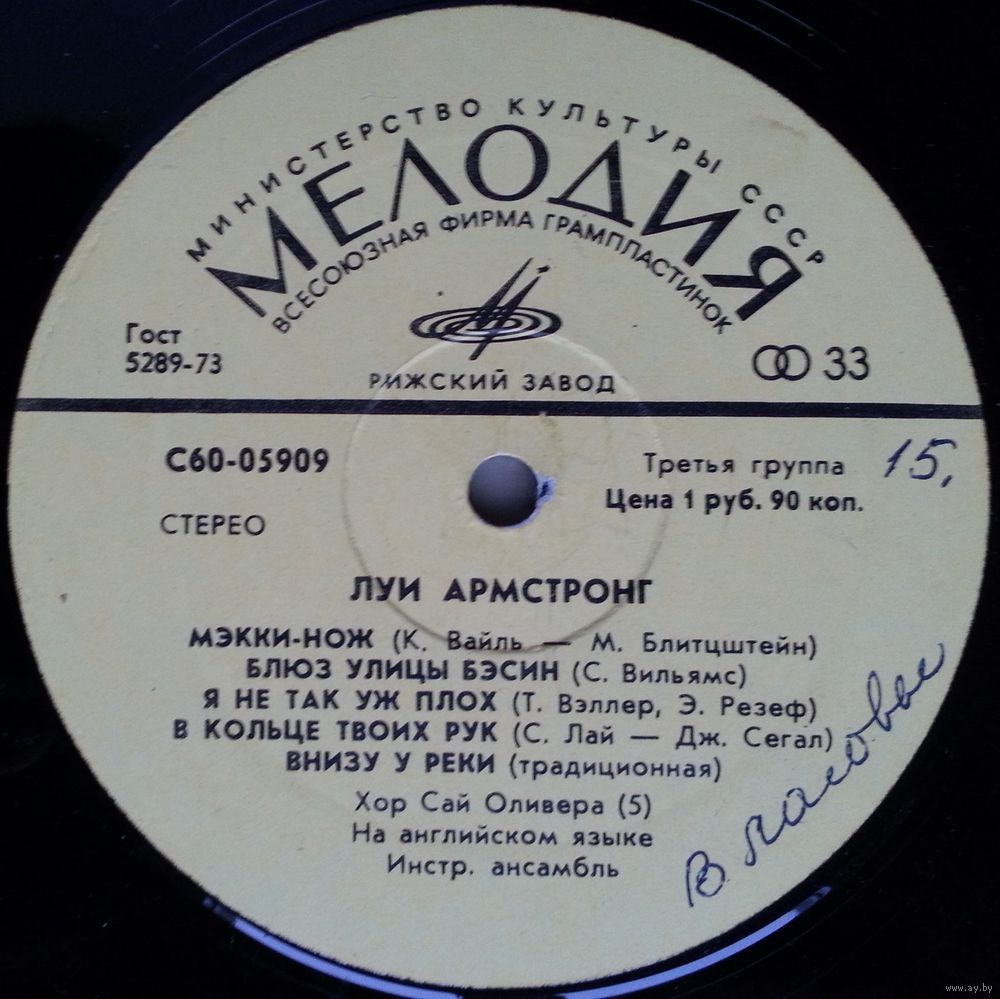 МИНИСТЕРСТВО КУЛЬТУРЫ СССР
МЕЛОДИЯ
ВСЕСОЮЗНАЯ ФИРМА ГРАМПЛАСТИНОК
Гост
5289-73
33
РИЖСКИЙ ЗАВОД
С60-05909
Третья группа
15.
Цена 1 руб. 90 коп.
СТЕРЕО
ЛУИ АРМСТРОНГ
МЭККИ-НОЖ (К. Вайль — М. Блитцштейн)
БЛЮЗ УЛИЦЫ БЭСИН (С. Вильямс)
Я НЕ ТАК УЖ ПЛОХ (Т. Вэллер, Э. Резеф)
В КОЛЬЦЕ ТВОИХ РУК (С. Лай — Дж. Сегал)
ВНИЗУ У РЕКИ (традиционная)
Хор Сай Оливера (5)
На английском языке
Инстр. ансамбль
www.ay.by